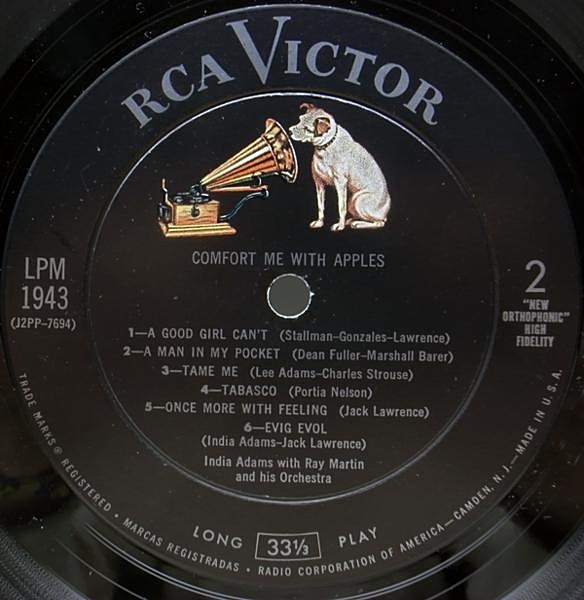 RCA VICTOR
COMFORT ME WITH APPLES
LPM
1943
(J2PP-7694)
2
"NEW
ORTHOPHONIC"
HIGH
FIDELITY
1—A GOOD GIRL CAN'T (Stallman-Gonzales-Lawrence)
2—A MAN IN MY POCKET (Dean Fuller-Marshall Barer)
3—TAME ME (Lee Adams-Charles Strouse)
4—TABASCO (Portia Nelson)
5—ONCE MORE WITH FEELING (Jack Lawrence)
6—EVIG EVOL
(India Adams-Jack Lawrence)
India Adams with Ray Martin
and his Orchestra
LONG 33⅓ PLAY
TRADE MARKS ® REGISTERED • MARCAS REGISTRADAS • RADIO CORPORATION OF AMERICA—CAMDEN, N. J.—MADE IN U.S.A.